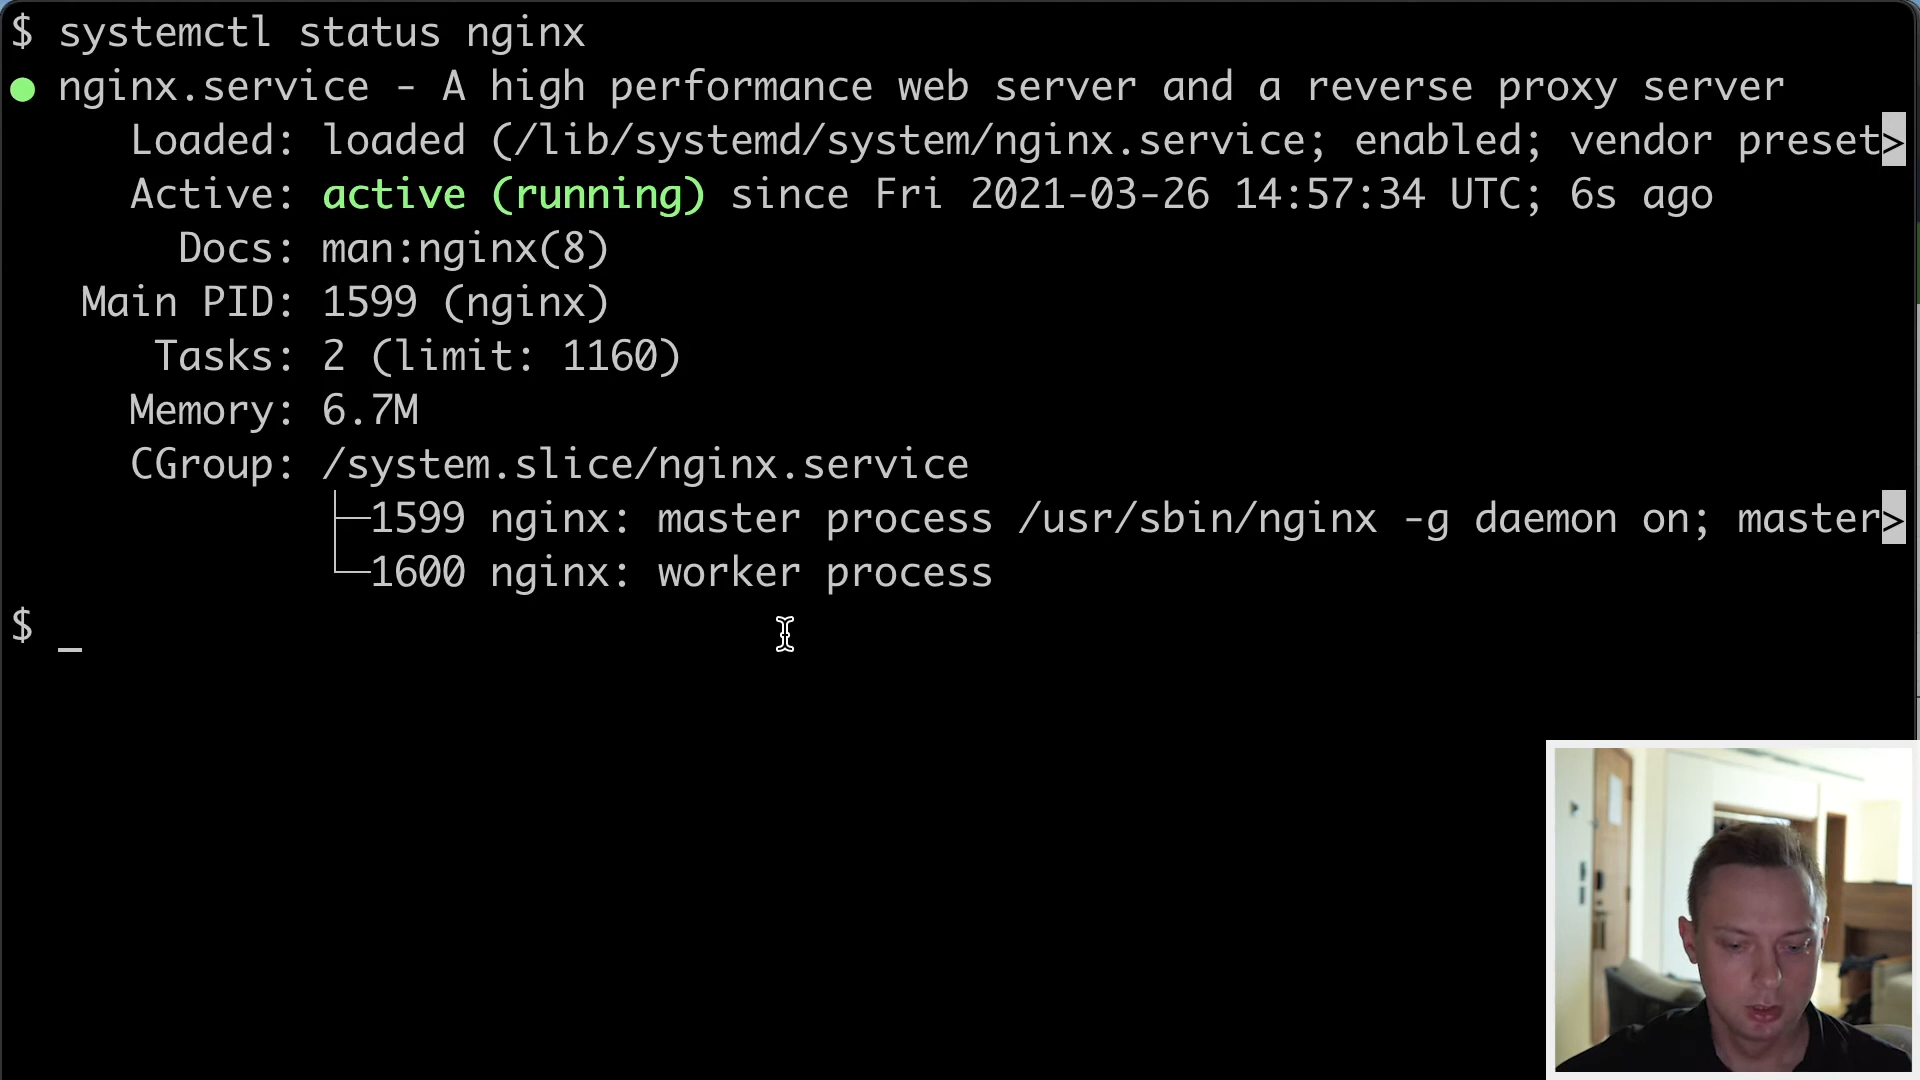 $ systemctl status nginx
● nginx.service - A high performance web server and a reverse proxy server
Loaded: loaded (/lib/systemd/system/nginx.service; enabled; vendor preset>
Active: active (running) since Fri 2021-03-26 14:57:34 UTC; 6s ago
Docs: man:nginx(8)
Main PID: 1599 (nginx)
Tasks: 2 (limit: 1160)
Memory: 6.7M
CGroup: /system.slice/nginx.service
├─1599 nginx: master process /usr/sbin/nginx -g daemon on; master>
└─1600 nginx: worker process
$ _